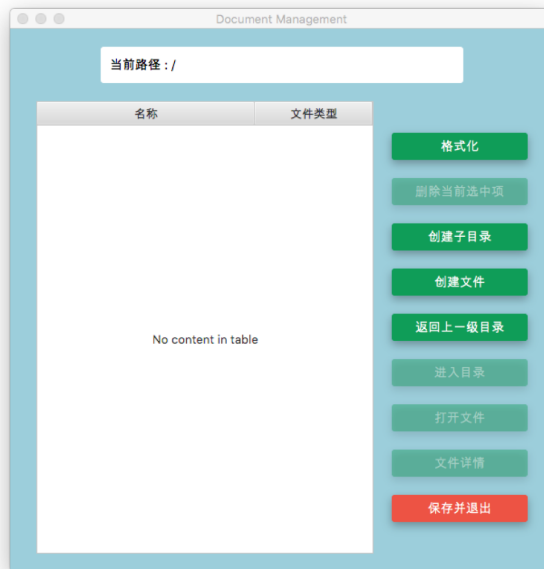 Document Management
当前路径 : /
名称 文件类型
No content in table
格式化
删除当前选中项
创建子目录
创建文件
返回上一级目录
进入目录
打开文件
文件详情
保存并退出